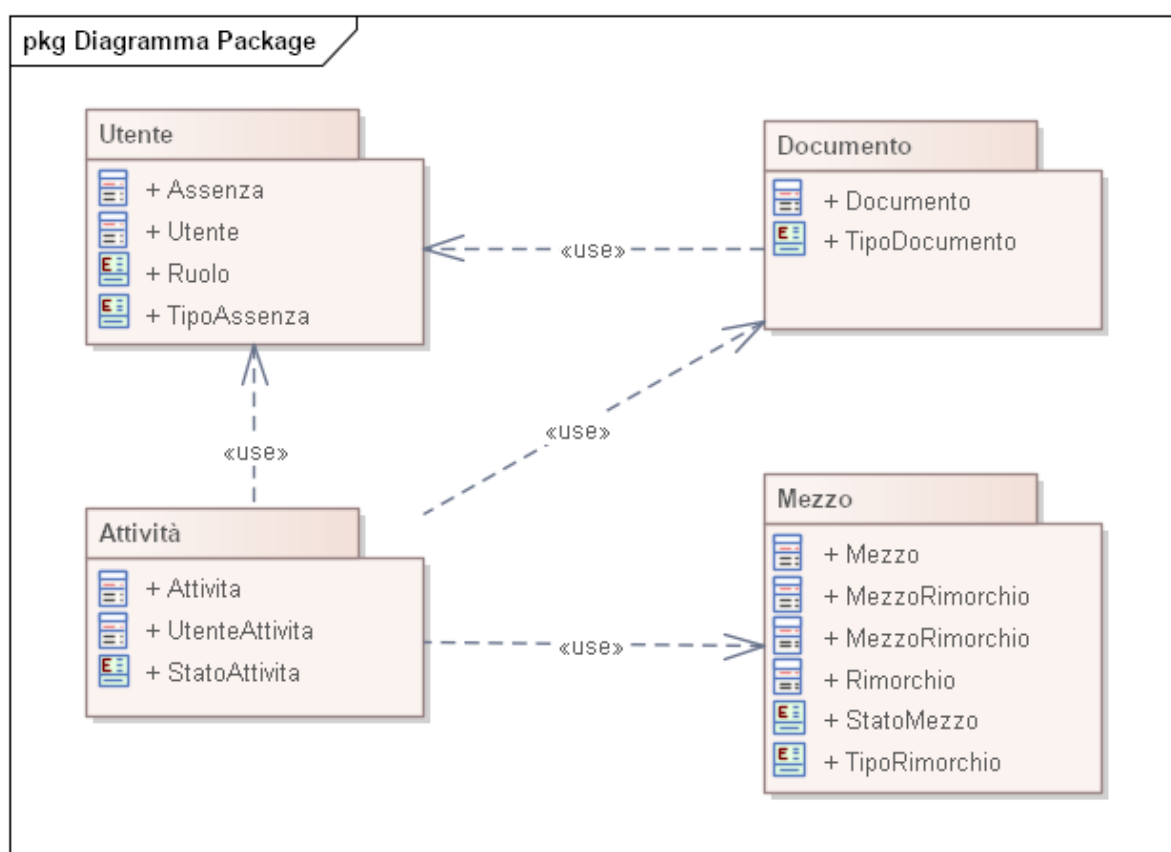 pkg Diagramma Package
Utente
+ Assenza
+ Utente
+ Ruolo
+ TipoAssenza
Documento
+ Documento
+ TipoDocumento
«use»
«use»
«use»
Attività
+ Attivita
+ UtenteAttivita
+ StatoAttivita
«use»
Mezzo
+ Mezzo
+ MezzoRimorchio
+ MezzoRimorchio
+ Rimorchio
+ StatoMezzo
+ TipoRimorchio